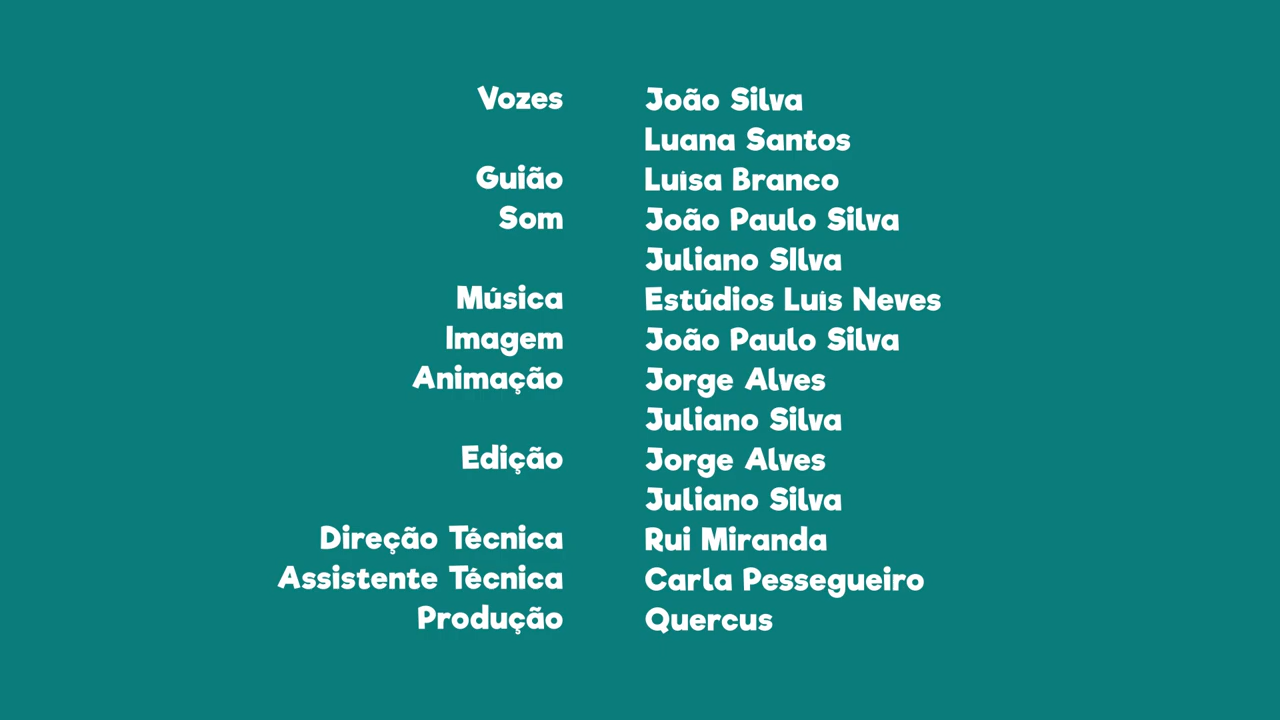 Vozes João Silva
Luana Santos
Guião Luísa Branco
Som João Paulo Silva
Juliano SIlva
Música Estúdios Luís Neves
Imagem João Paulo Silva
Animação Jorge Alves
Juliano Silva
Edição Jorge Alves
Juliano Silva
Direção Técnica Rui Miranda
Assistente Técnica Carla Pessegueiro
Produção Quercus